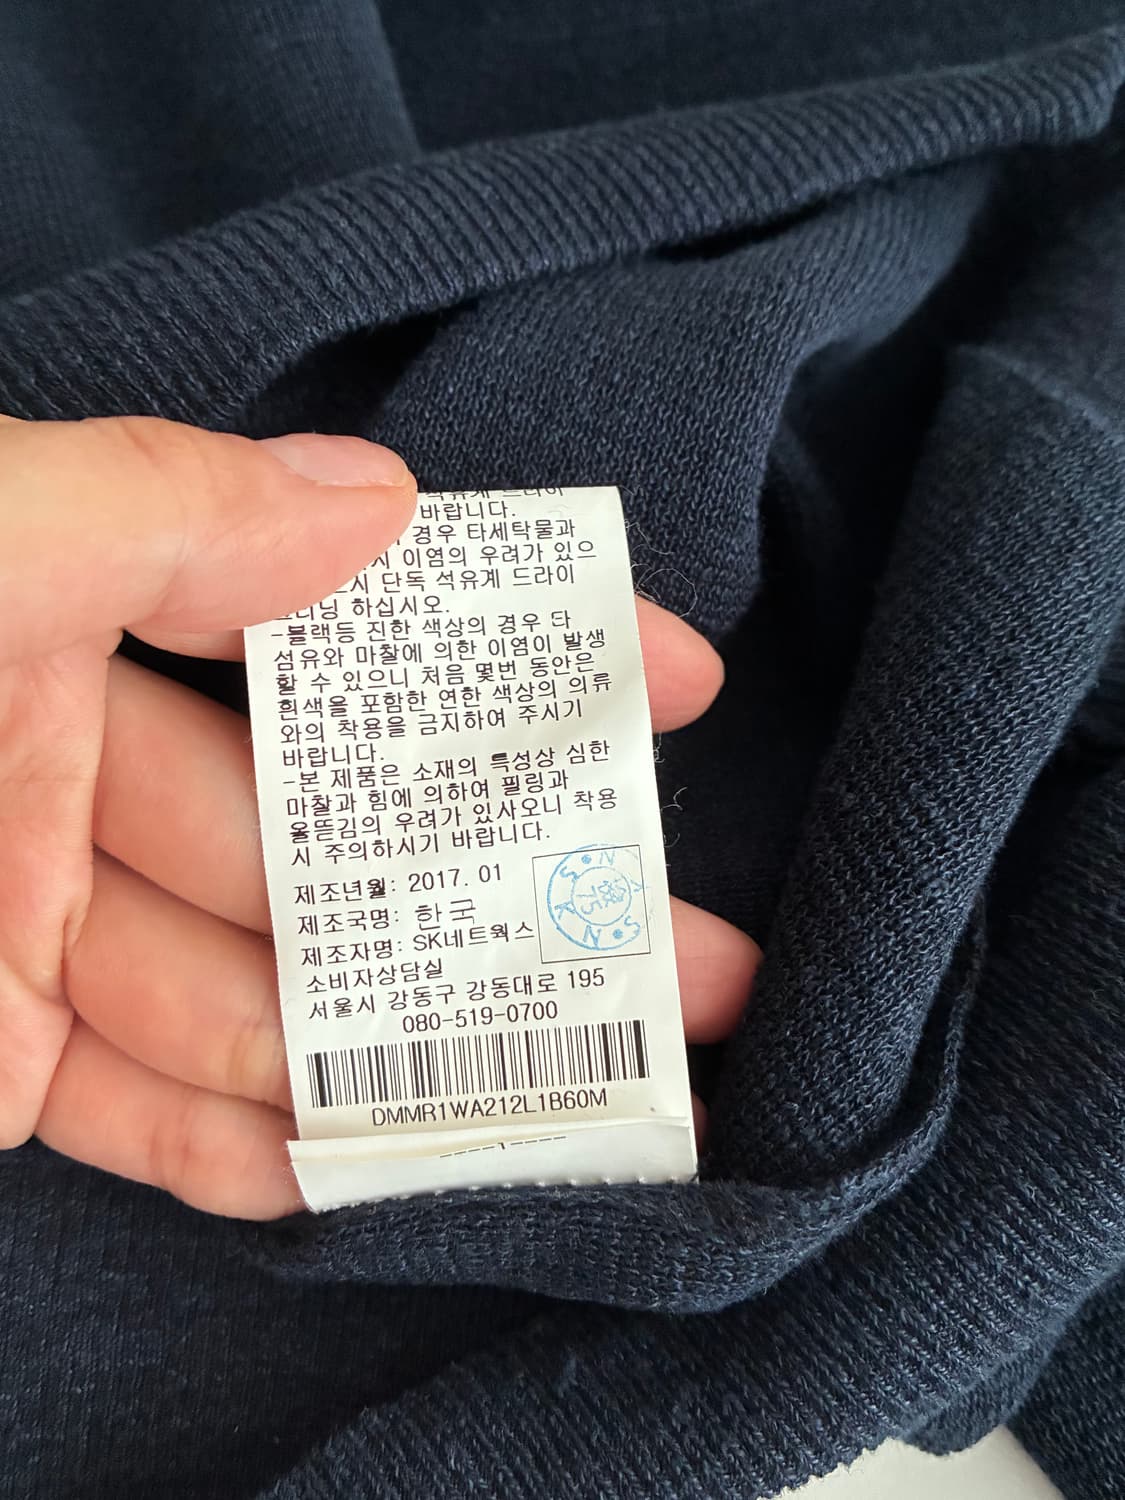 석유계 드라이
바랍니다.
경우 타세탁물과
이염의 우려가 있으
단독 석유계 드라이
하십시오.
-블랙등 진한 색상의 경우 타
섬유와 마찰에 의한 이염이 발생
할 수 있으니 처음 몇번 동안은
흰색을 포함한 연한 색상의 의류
와의 착용을 금지하여 주시기
바랍니다.
-본 제품은 소재의 특성상 심한
마찰과 힘에 의하여 필링과
올뜯김의 우려가 있사오니 착용
시 주의하시기 바랍니다.
제조년월: 2017. 01
제조국명: 한국
제조자명: SK네트웍스
소비자상담실
서울시 강동구 강동대로 195
080-519-0700
DMMR1WA212L1B60M
75